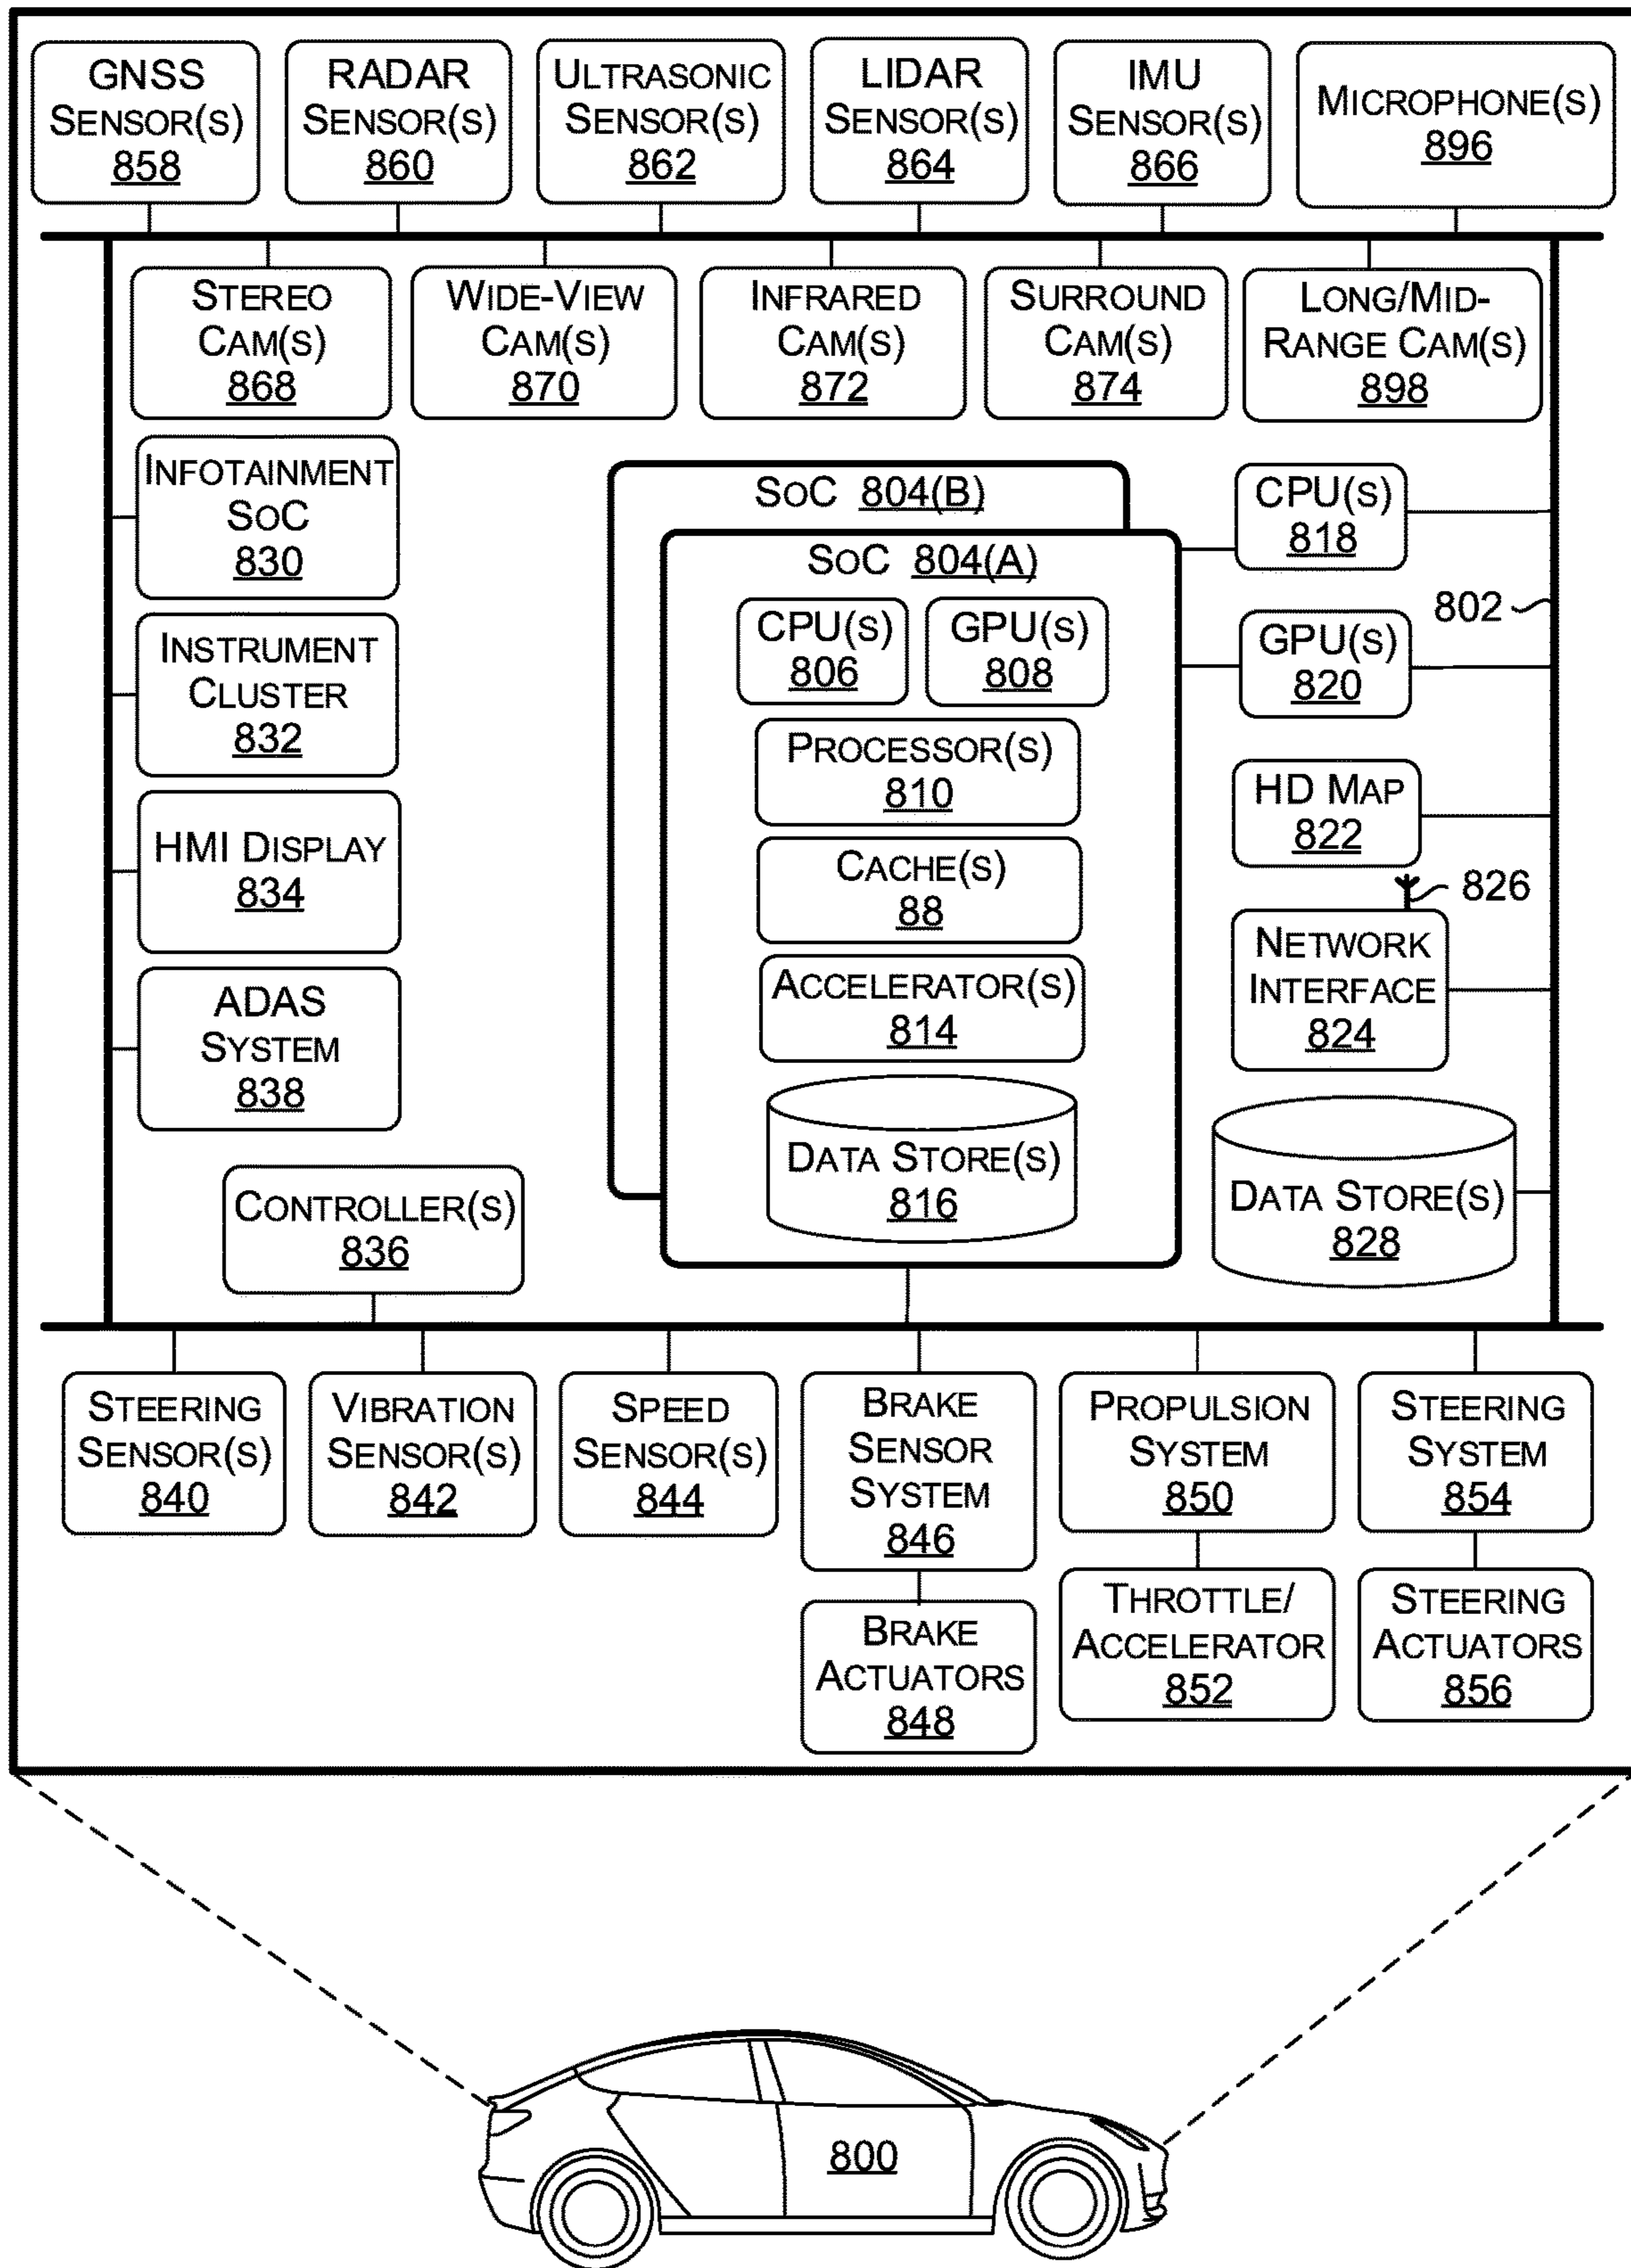 GNSS
SENSOR(S)
858
RADAR
SENSOR(S)
860
ULTRASONIC
SENSOR(S)
862
LIDAR
SENSOR(S)
864
IMU
SENSOR(S)
866
MICROPHONE(S)
896
STEREO
CAM(S)
868
WIDE-VIEW
CAM(S)
870
INFRARED
CAM(S)
872
SURROUND
CAM(S)
874
LONG/MID-
RANGE CAM(S)
898
INFOTAINMENT
SOC
830
INSTRUMENT
CLUSTER
832
HMI DISPLAY
834
ADAS
SYSTEM
838
CONTROLLER(S)
836
SOC 804(B)
SOC 804(A)
CPU(S)
806
GPU(S)
808
PROCESSOR(S)
810
CACHE(S)
88
ACCELERATOR(S)
814
DATA STORE(S)
816
CPU(S)
818
802
GPU(S)
820
HD MAP
822
826
NETWORK
INTERFACE
824
DATA STORE(S)
828
STEERING
SENSOR(S)
840
VIBRATION
SENSOR(S)
842
SPEED
SENSOR(S)
844
BRAKE
SENSOR
SYSTEM
846
PROPULSION
SYSTEM
850
STEERING
SYSTEM
854
BRAKE
ACTUATORS
848
THROTTLE/
ACCELERATOR
852
STEERING
ACTUATORS
856
800